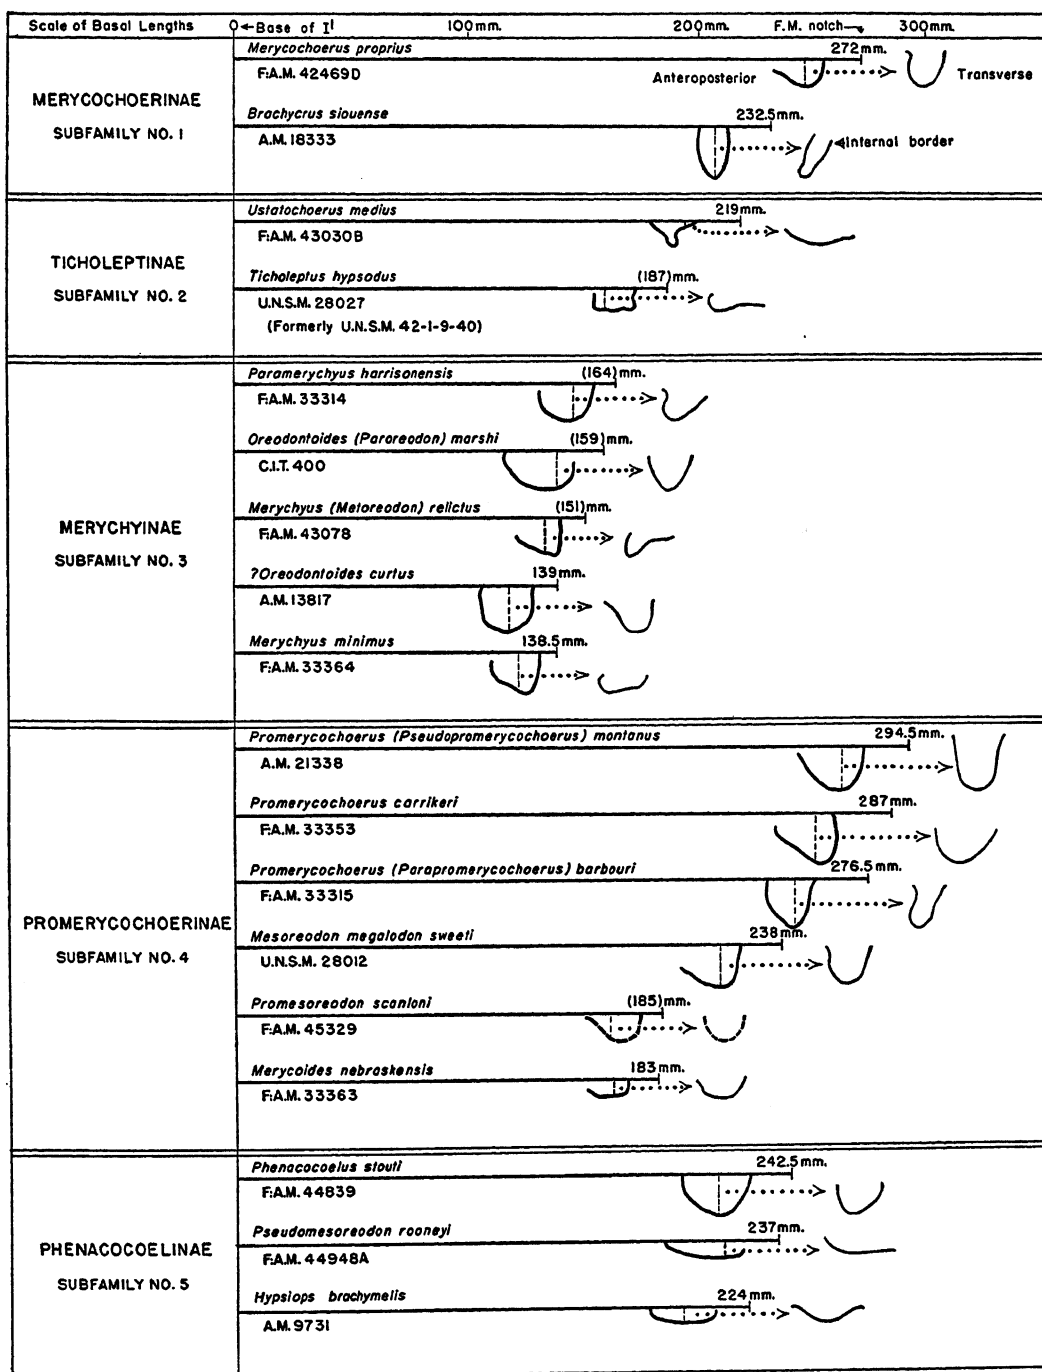 Scale of Basal Lengths 0 ←Base of I¹ 100mm. 200mm. F.M. notch 300mm.
MERYCOCHOERINAE
SUBFAMILY NO. 1
Merycochoerus proprius 272mm.
F:A.M. 42469D Anteroposterior Transverse
Brachycrus siouense 232.5mm.
A.M. 18333 Internal border
TICHOLEPTINAE
SUBFAMILY NO. 2
Ustatochoerus medius 219mm.
F:A.M. 43030B
Ticholeptus hypsodus (187)mm.
U.N.S.M. 28027
(Formerly U.N.S.M. 42-1-9-40)
MERYCHYINAE
SUBFAMILY NO. 3
Paramerychyus harrisonensis (164)mm.
F:A.M. 33314
Oreodontoides (Paroreodon) marshi (159)mm.
C.I.T. 400
Merychyus (Metoreodon) relictus (151)mm.
F:A.M. 43078
?Oreodontoides curtus 139mm.
A.M. 13817
Merychyus minimus 138.5mm.
F:A.M. 33364
PROMERYCOCHOERINAE
SUBFAMILY NO. 4
Promerycochoerus (Pseudopromerycochoerus) montanus 294.5mm.
A.M. 21338
Promerycochoerus carrikeri 287mm.
F:A.M. 33353
Promerycochoerus (Parapromerycochoerus) barbouri 276.5mm.
F:A.M. 33315
Mesoreodon megalodon sweeti 238mm.
U.N.S.M. 28012
Promesoreodon scanloni (185)mm.
F:A.M. 45329
Merycoides nebraskensis 183mm.
F:A.M. 33363
PHENACOCOELINAE
SUBFAMILY NO. 5
Phenacocoelus stouti 242.5mm.
F:A.M. 44839
Pseudomesoreodon rooneyi 237mm.
F:A.M. 44948A
Hypsiops brachymelis 224mm.
A.M. 9731